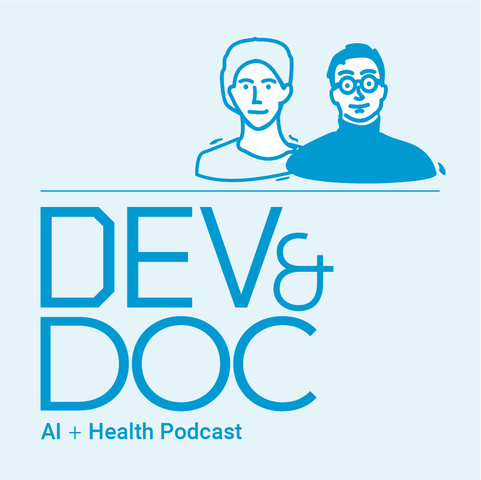 DEV&
DOC
AI + Health Podcast